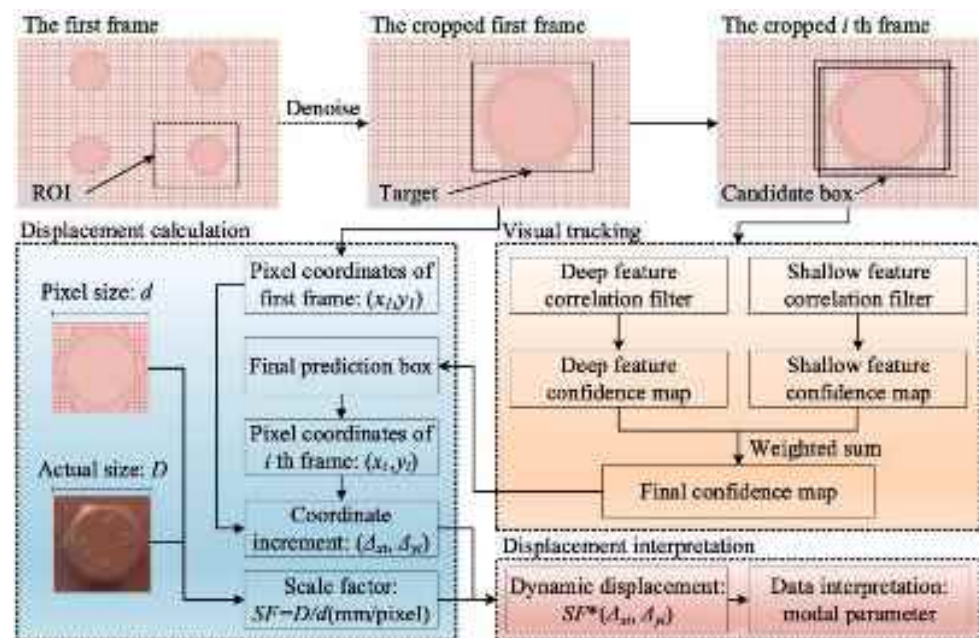 The first frame
The cropped first frame
The cropped i th frame
Denoise
ROI
Target
Candidate box
Displacement calculation
Pixel size: d
Actual size: D
Pixel coordinates of
first frame: (x₁,y₁)
Final prediction box
Pixel coordinates of
i th frame: (xᵢ,yᵢ)
Coordinate
increment: (Δxi, Δyi)
Scale factor:
SF=D/d(mm/pixel)
Visual tracking
Deep feature
correlation filter
Shallow feature
correlation filter
Deep feature
confidence map
Shallow feature
confidence map
Weighted sum
Final confidence map
Displacement interpretation
Dynamic displacement:
SF*(Δxi, Δyi)
Data interpretation:
modal parameter